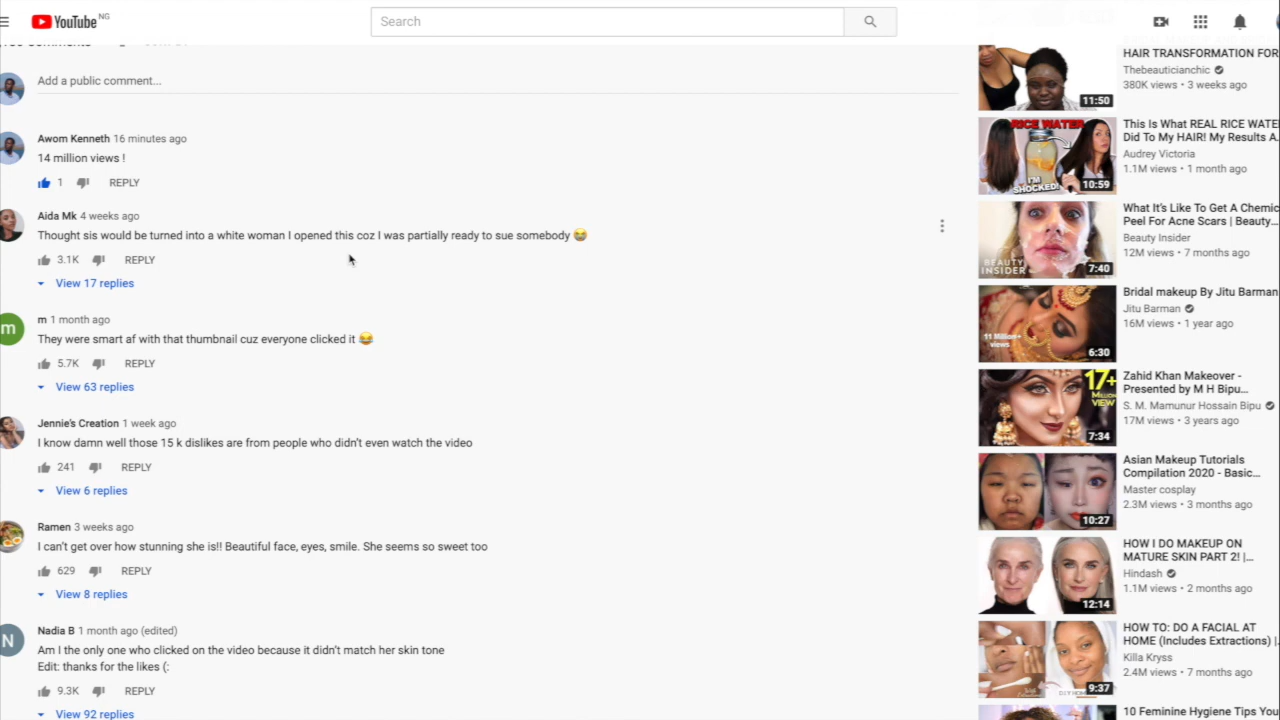 YouTube NG
Search
Add a public comment...
Awom Kenneth 16 minutes ago
14 million views !
1 REPLY
Aida Mk 4 weeks ago
Thought sis would be turned into a white woman I opened this coz I was partially ready to sue somebody 😂
3.1K REPLY
View 17 replies
m
m 1 month ago
They were smart af with that thumbnail cuz everyone clicked it 😂
5.7K REPLY
View 63 replies
Jennie's Creation 1 week ago
I know damn well those 15 k dislikes are from people who didn't even watch the video
241 REPLY
View 6 replies
Ramen 3 weeks ago
I can't get over how stunning she is!! Beautiful face, eyes, smile. She seems so sweet too
629 REPLY
View 8 replies
N
Nadia B 1 month ago (edited)
Am I the only one who clicked on the video because it didn't match her skin tone
Edit: thanks for the likes (:
9.3K REPLY
View 92 replies
11:50
HAIR TRANSFORMATION FOR
Thebeauticianchic
380K views • 3 weeks ago
RICE WATER
I'M
SHOCKED!
10:59
This Is What REAL RICE WATE
Did To My HAIR! My Results A
Audrey Victoria
1.1M views • 1 month ago
BEAUTY
INSIDER
7:40
What It's Like To Get A Chemic
Peel For Acne Scars | Beauty...
Beauty Insider
12M views • 7 months ago
11 Million+
views
6:30
Bridal makeup By Jitu Barman
Jitu Barman
16M views • 1 year ago
17+
MILLION
VIEW
7:34
Zahid Khan Makeover -
Presented by M H Bipu...
S. M. Mamunur Hossain Bipu
17M views • 3 years ago
10:27
Asian Makeup Tutorials
Compilation 2020 - Basic...
Master cosplay
2.3M views • 3 months ago
12:14
HOW I DO MAKEUP ON
MATURE SKIN PART 2! |...
Hindash
1.1M views • 2 months ago
9:37
HOW TO: DO A FACIAL AT
HOME (Includes Extractions) |
Killa Kryss
2.4M views • 7 months ago
10 Feminine Hygiene Tips You